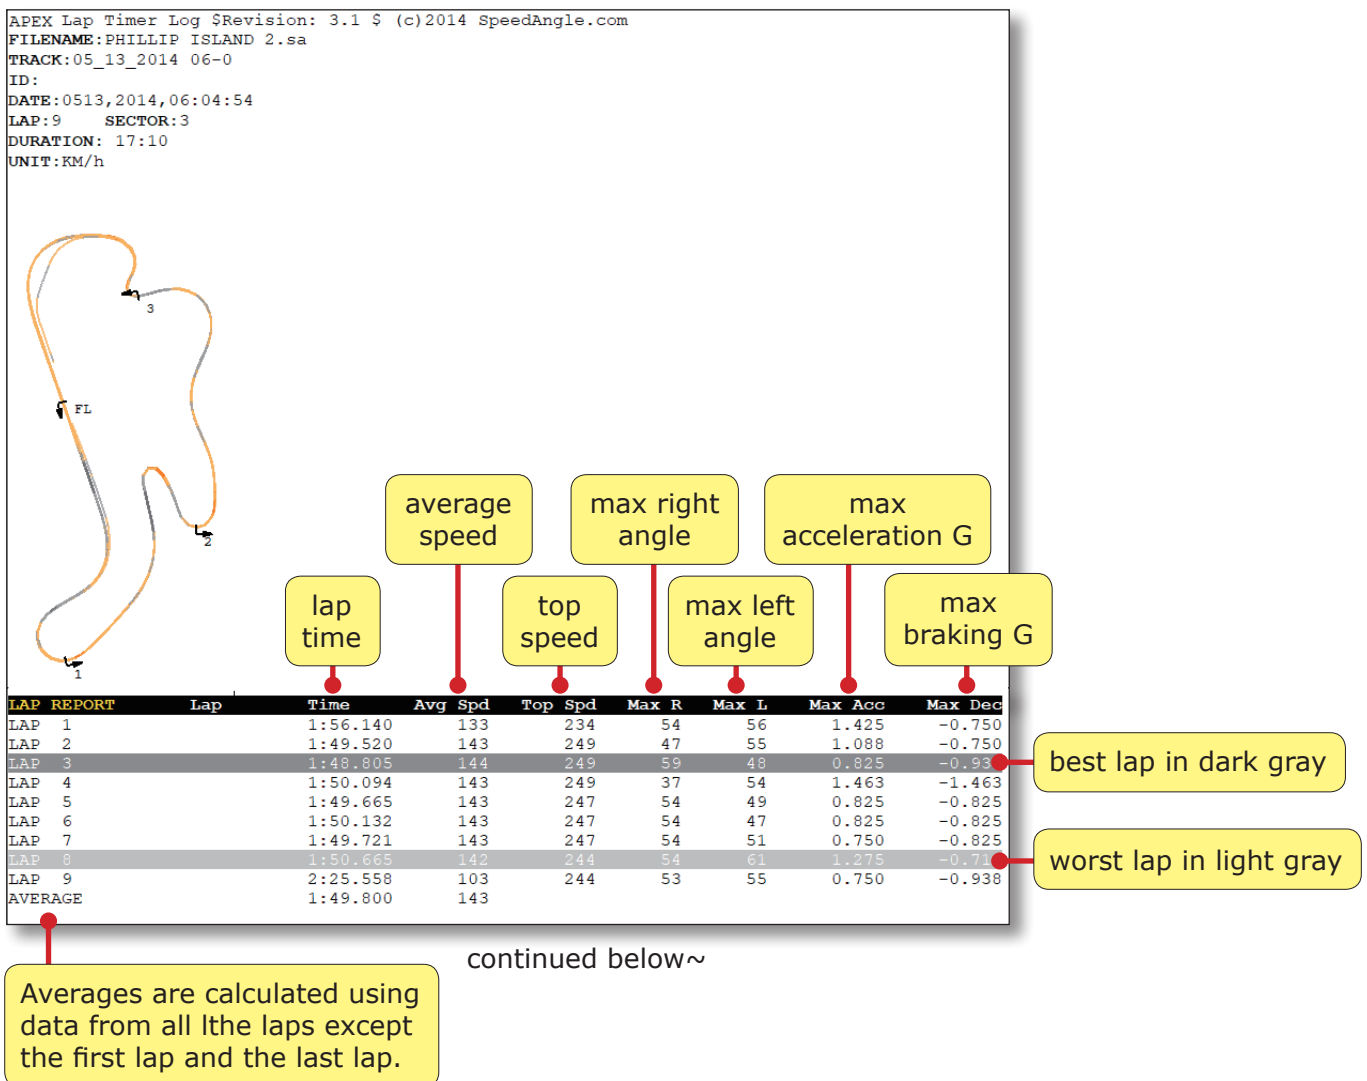 APEX Lap Timer Log $Revision: 3.1 $ (c)2014 SpeedAngle.com
FILENAME:PHILLIP ISLAND 2.sa
TRACK:05_13_2014 06-0
ID:
DATE:0513,2014,06:04:54
LAP:9 SECTOR:3
DURATION: 17:10
UNIT:KM/h
3
FL
2
1
average speed
max right angle
max acceleration G
lap time
top speed
max left angle
max braking G
LAP REPORT Lap Time Avg Spd Top Spd Max R Max L Max Acc Max Dec
LAP 1 1:56.140 133 234 54 56 1.425 -0.750
LAP 2 1:49.520 143 249 47 55 1.088 -0.750
LAP 3 1:48.805 144 249 59 48 0.825 -0.93
LAP 4 1:50.094 143 249 37 54 1.463 -1.463
LAP 5 1:49.665 143 247 54 49 0.825 -0.825
LAP 6 1:50.132 143 247 54 47 0.825 -0.825
LAP 7 1:49.721 143 247 54 51 0.750 -0.825
LAP 8 1:50.665 142 244 54 61 1.275 -0.71
LAP 9 2:25.558 103 244 53 55 0.750 -0.938
AVERAGE 1:49.800 143
best lap in dark gray
worst lap in light gray
continued below~
Averages are calculated using
data from all lthe laps except
the first lap and the last lap.